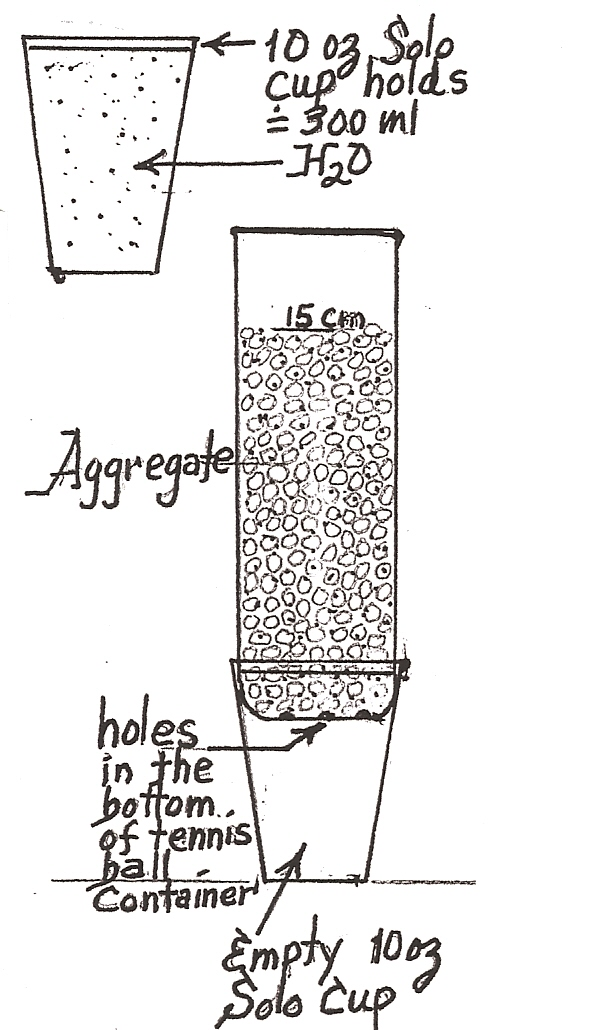 10 oz Solo
Cup holds
≐ 300 ml
H2O
15 cm
Aggregate
holes
in the
bottom
of tennis
ball
Container
Empty 10 oz
Solo Cup